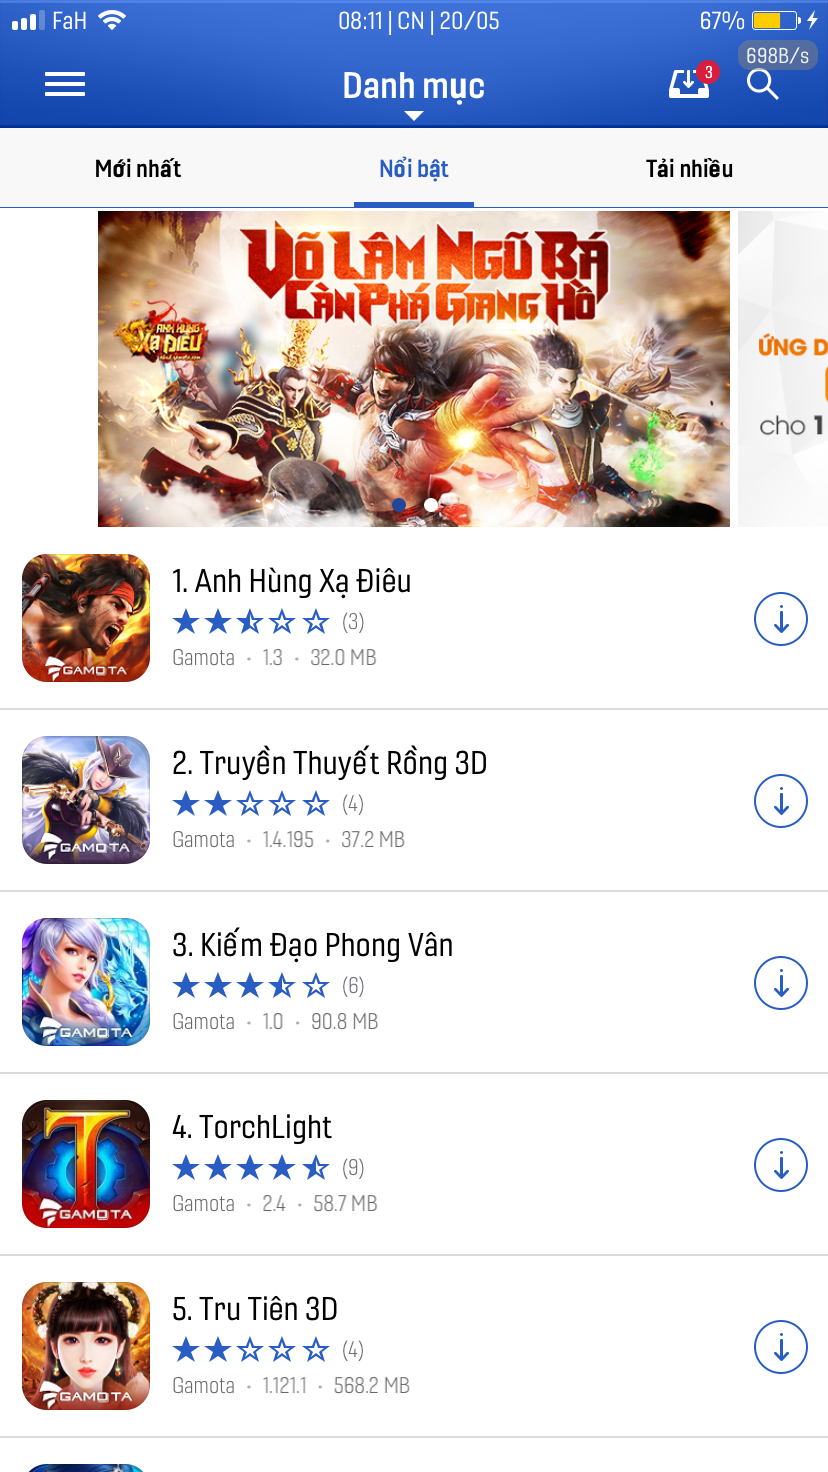 FaH
08:11 | CN | 20/05
67%
698B/s
Danh mục
3
Mới nhất
Nổi bật
Tải nhiều
VÕ LÂM NGŨ BÁ
CÀN PHÁ GIANG HỒ
ANH HÙNG
XẠ ĐIÊU
ỨNG D
cho 1
1. Anh Hùng Xạ Điêu
(3)
Gamota • 1.3 • 32.0 MB
GAMOTA
2. Truyền Thuyết Rồng 3D
(4)
Gamota • 1.4.195 • 37.2 MB
GAMOTA
3. Kiếm Đạo Phong Vân
(6)
Gamota • 1.0 • 90.8 MB
GAMOTA
4. TorchLight
(9)
Gamota • 2.4 • 58.7 MB
GAMOTA
5. Tru Tiên 3D
(4)
Gamota • 1.121.1 • 568.2 MB
GAMOTA